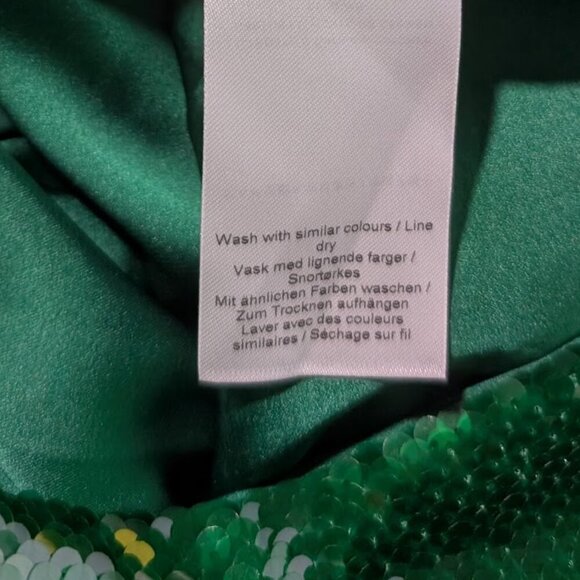 Wash with similar colours / Line
dry
Vask med lignende farger /
Snortørkes
Mit ähnlichen Farben waschen /
Zum Trocknen aufhängen
Laver avec des couleurs
similaires / Séchage sur fil